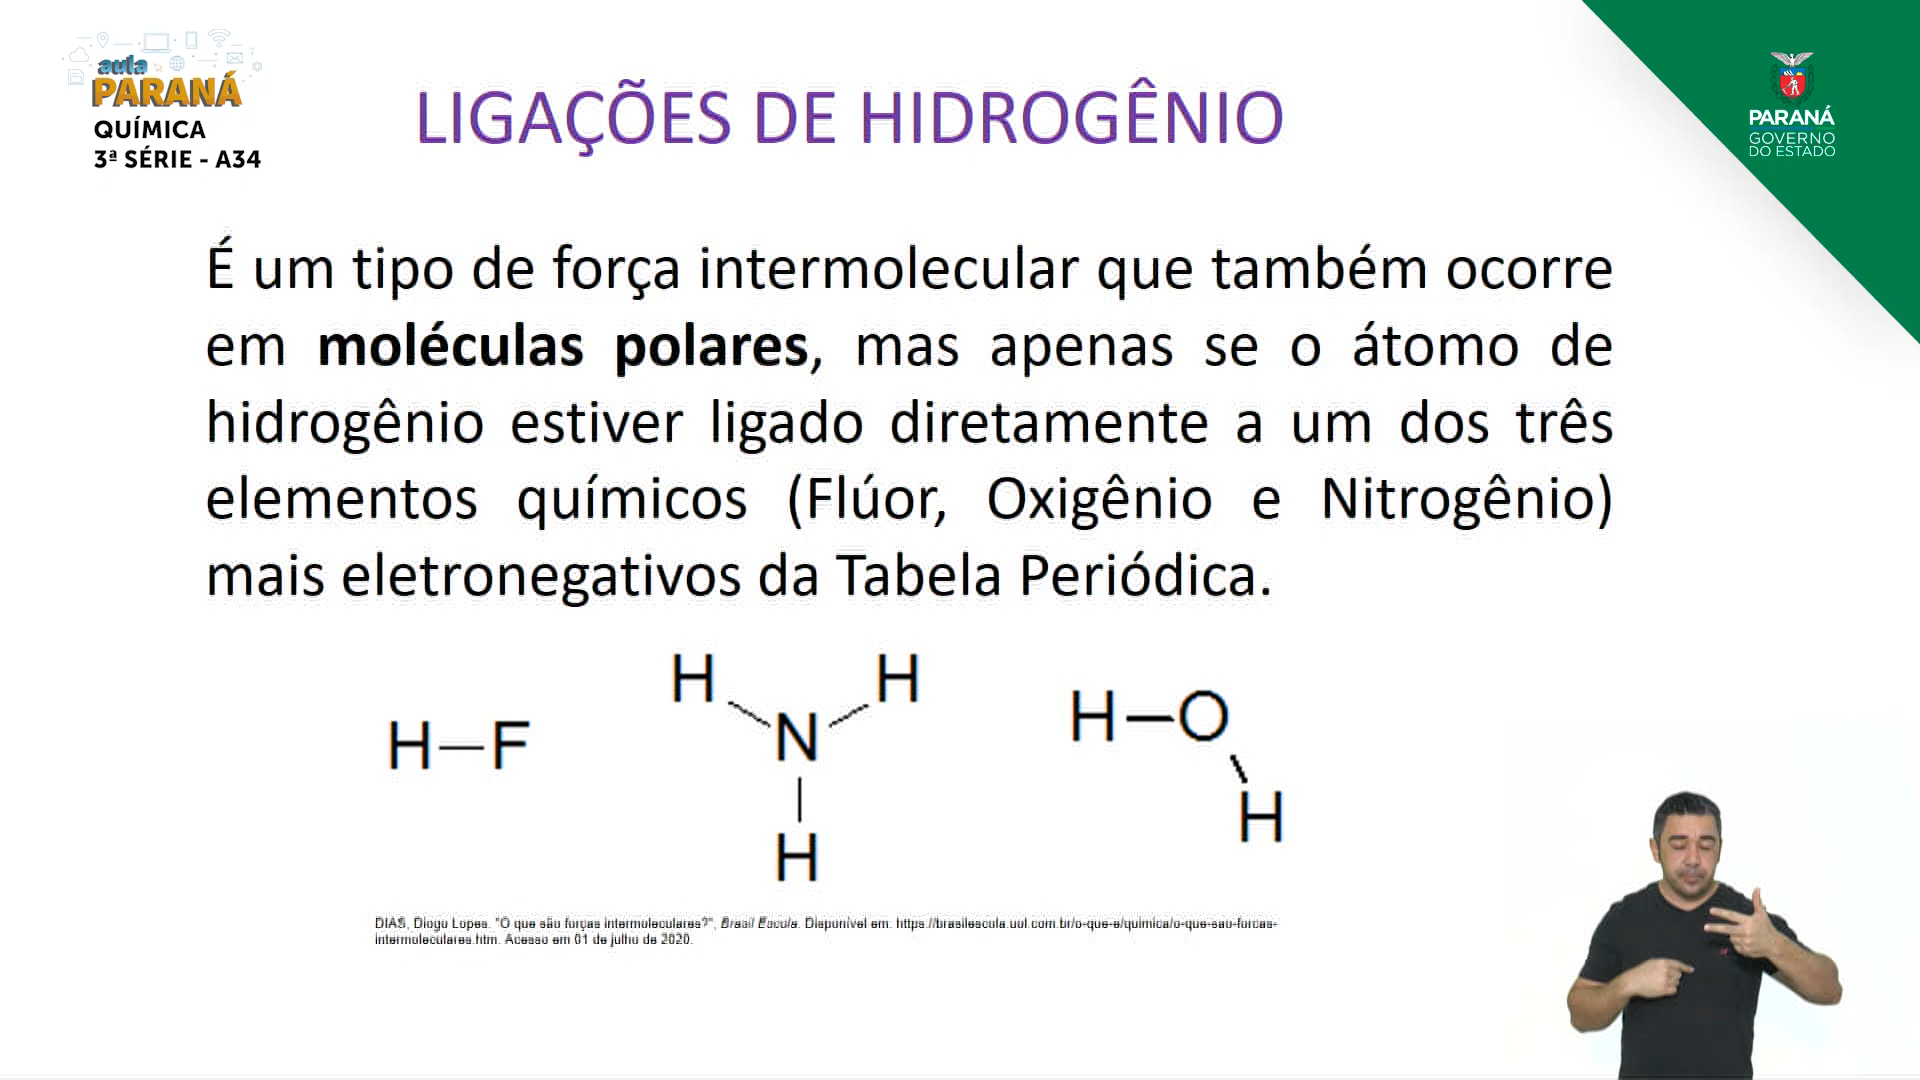 aula
PARANÁ
QUÍMICA
3ª SÉRIE - A34
LIGAÇÕES DE HIDROGÊNIO
PARANÁ
GOVERNO
DO ESTADO
É um tipo de força intermolecular que também ocorre
em moléculas polares, mas apenas se o átomo de
hidrogênio estiver ligado diretamente a um dos três
elementos químicos (Flúor, Oxigênio e Nitrogênio)
mais eletronegativos da Tabela Periódica.
H—F
H H
N
H
H—O
H
DIAS, Diogo Lopes. "O que são forças intermoleculares?", Brasil Escola. Disponível em: https://brasilescola.uol.com.br/o-que-e/quimica/o-que-sao-forcas-
intermoleculares.htm. Acesso em 01 de julho de 2020.